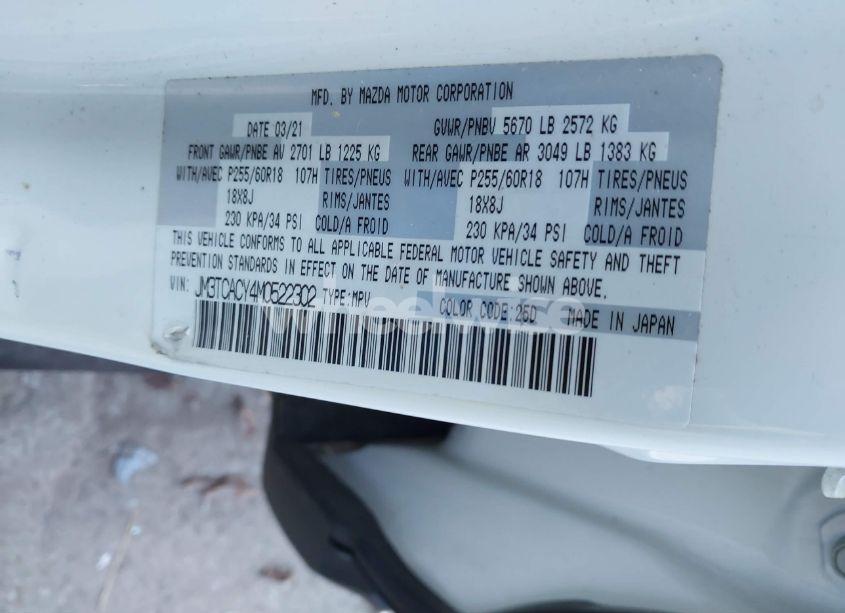 MFD. BY MAZDA MOTOR CORPORATION
DATE 03/21 GVWR/PNBV 5670 LB 2572 KG
FRONT GAWR/PNBE AV 2701 LB 1225 KG REAR GAWR/PNBE AR 3049 LB 1383 KG
WITH/AVEC P255/60R18 107H TIRES/PNEUS WITH/AVEC P255/60R18 107H TIRES/PNEUS
18X8J RIMS/JANTES 18X8J RIMS/JANTES
230 KPA/34 PSI COLD/A FROID 230 KPA/34 PSI COLD/A FROID
THIS VEHICLE CONFORMS TO ALL APPLICABLE FEDERAL MOTOR VEHICLE SAFETY AND THEFT
PREVENTION STANDARDS IN EFFECT ON THE DATE OF MANUFACTURE SHOWN ABOVE.
VIN: JM3TCACY4M0522302 TYPE:MPV COLOR CODE:25D MADE IN JAPAN
wheelwise